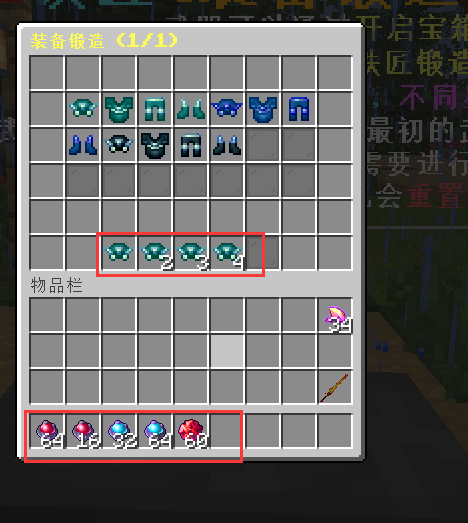 装备锻造 (1/1)
开启宝箱
铁匠锻造
不同
最初的
需要进行
会重置
2 3 4
物品栏
34
64 16 32 64 60